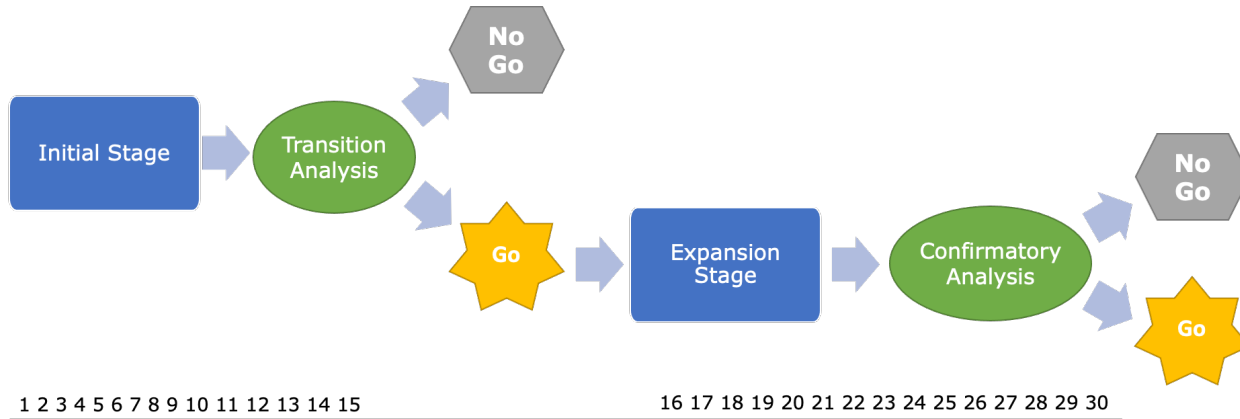 No
Go
Initial Stage
Transition
Analysis
Go
Expansion
Stage
Confirmatory
Analysis
No
Go
Go
1 2 3 4 5 6 7 8 9 10 11 12 13 14 15
16 17 18 19 20 21 22 23 24 25 26 27 28 29 30